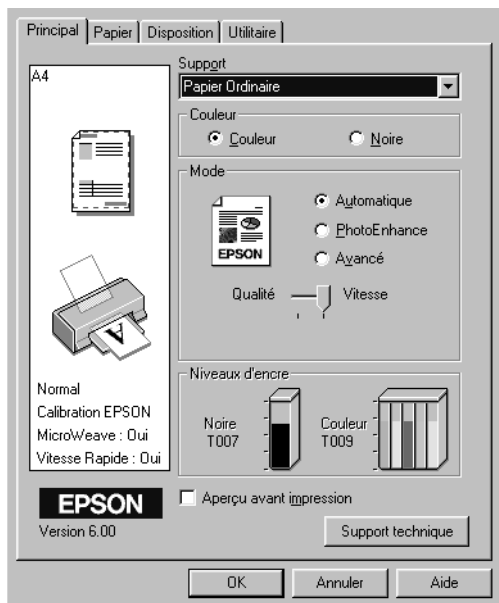 Principal Papier Disposition Utilitaire
A4
Support
Papier Ordinaire
Couleur
Couleur Noire
Mode
EPSON
Automatique
PhotoEnhance
Avancé
Qualité Vitesse
Normal
Calibration EPSON
MicroWeave : Oui
Vitesse Rapide : Oui
Niveaux d'encre
Noire
T007
Couleur
T009
EPSON
Version 6.00
Aperçu avant impression
Support technique
OK Annuler Aide